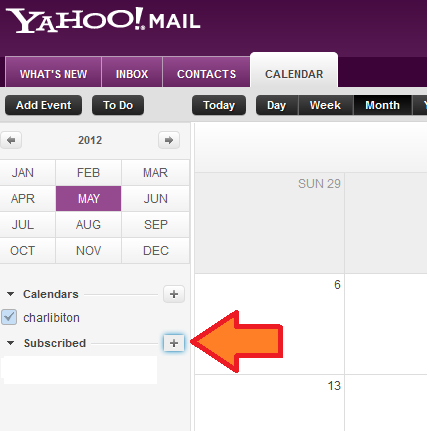 YAHOO! MAIL
WHAT'S NEW INBOX CONTACTS CALENDAR
Add Event To Do Today Day Week Month
2012
JAN FEB MAR
APR MAY JUN
JUL AUG SEP
OCT NOV DEC
SUN 29
Calendars +
6
charlibiton
Subscribed +
13